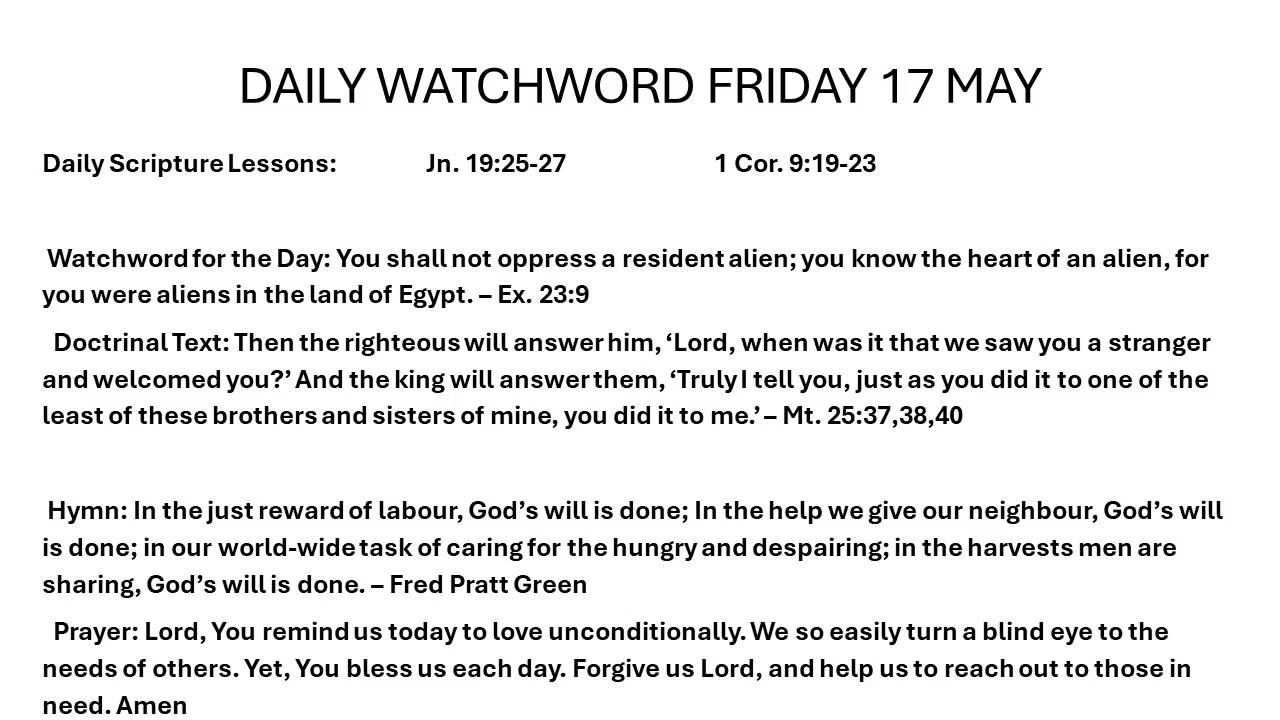 DAILY WATCHWORD FRIDAY 17 MAY
Daily Scripture Lessons: Jn. 19:25-27 1 Cor. 9:19-23
Watchword for the Day: You shall not oppress a resident alien; you know the heart of an alien, for
you were aliens in the land of Egypt. – Ex. 23:9
Doctrinal Text: Then the righteous will answer him, ‘Lord, when was it that we saw you a stranger
and welcomed you?’ And the king will answer them, ‘Truly I tell you, just as you did it to one of the
least of these brothers and sisters of mine, you did it to me.’ – Mt. 25:37,38,40
Hymn: In the just reward of labour, God’s will is done; In the help we give our neighbour, God’s will
is done; in our world-wide task of caring for the hungry and despairing; in the harvests men are
sharing, God’s will is done. – Fred Pratt Green
Prayer: Lord, You remind us today to love unconditionally. We so easily turn a blind eye to the
needs of others. Yet, You bless us each day. Forgive us Lord, and help us to reach out to those in
need. Amen